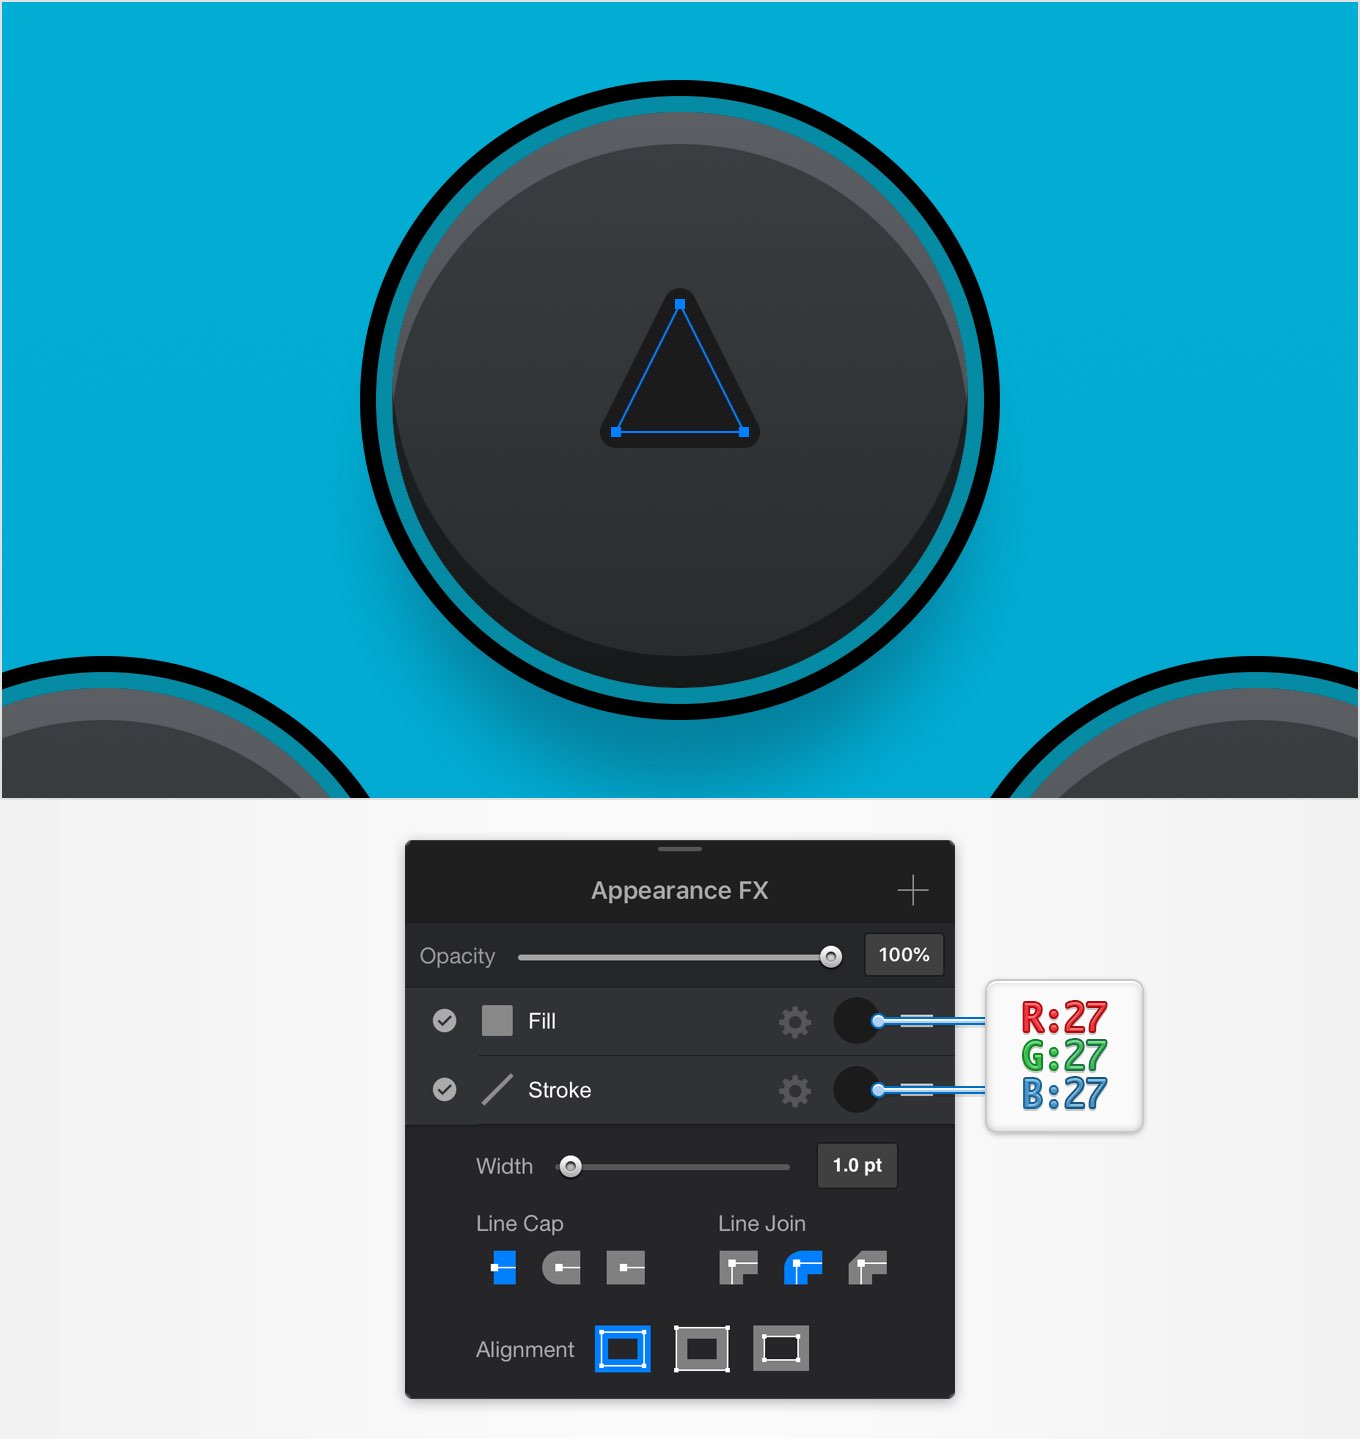 Appearance FX
Opacity 100%
Fill
Stroke
R:27
G:27
B:27
Width 1.0 pt
Line Cap Line Join
Alignment